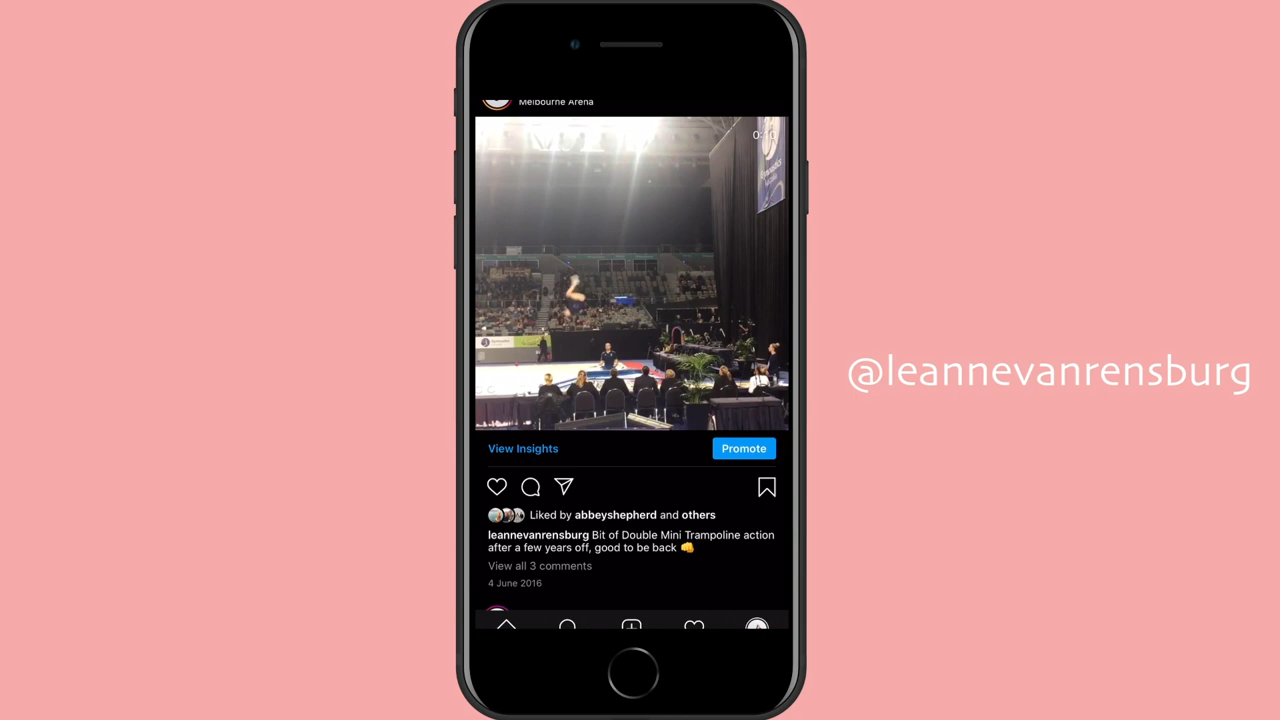 Melbourne Arena
View Insights
Promote
Liked by abbeyshepherd and others
leannevanrensburg Bit of Double Mini Trampoline action
after a few years off, good to be back 👊
View all 3 comments
4 June 2016
@leannevanrensburg